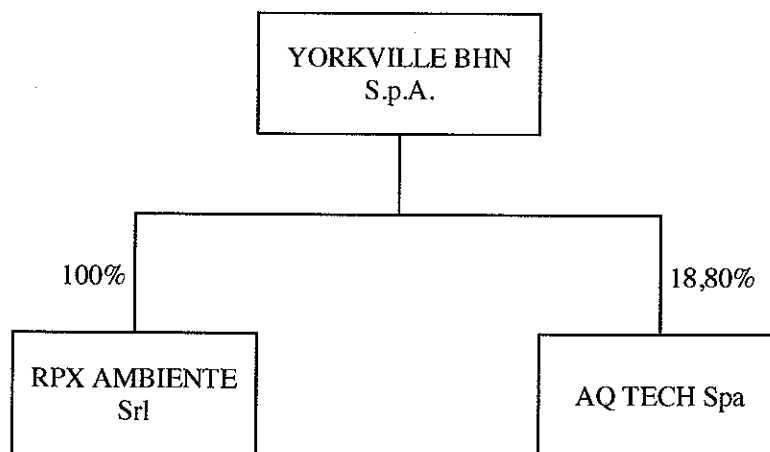 YORKVILLE BHN
S.p.A.
100%
18,80%
RPX AMBIENTE
Srl
AQ TECH Spa